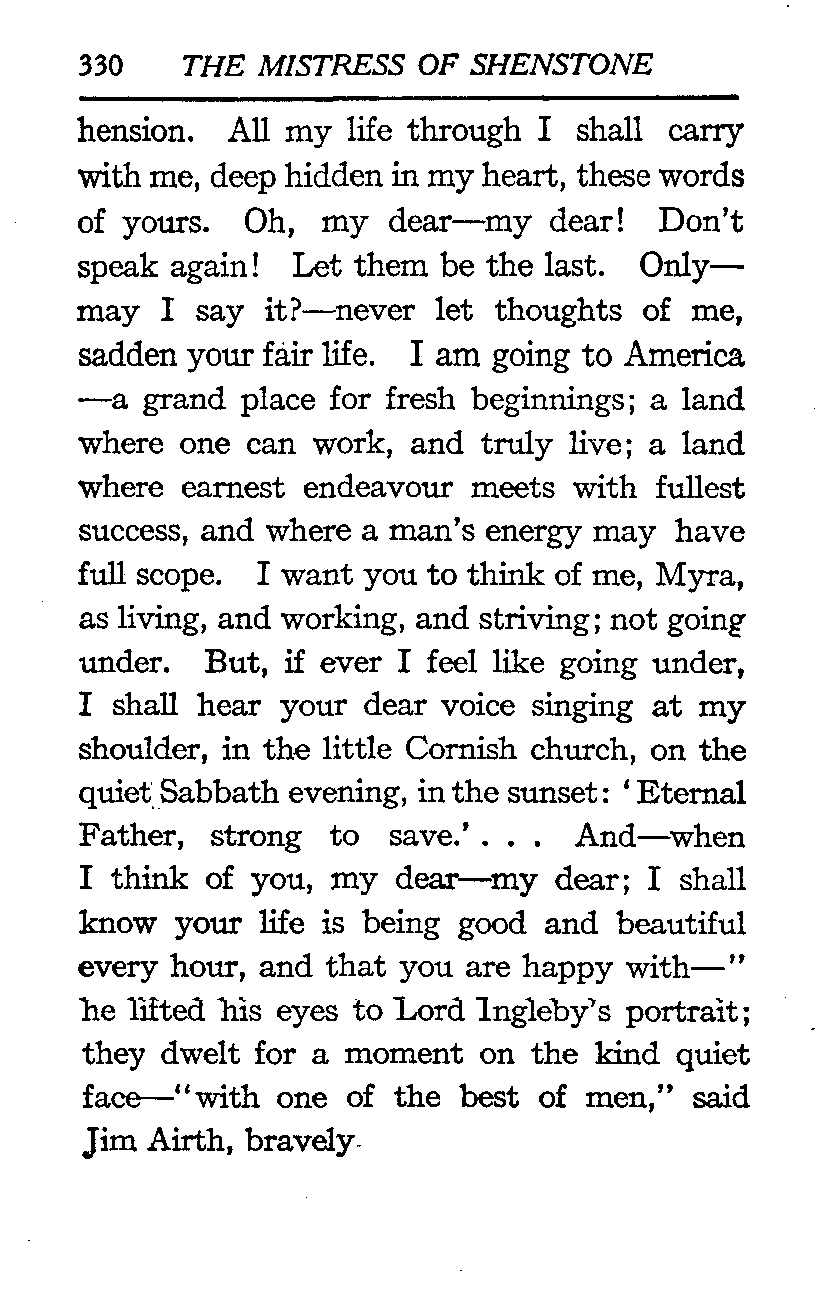 330 THE MISTRESS OF SHENSTONE
hension. All my life through I shall carry
with me, deep hidden in my heart, these words
of yours. Oh, my dear—my dear! Don't
speak again! Let them be the last. Only—
may I say it?—never let thoughts of me,
sadden your fair life. I am going to America
—a grand place for fresh beginnings; a land
where one can work, and truly live; a land
where earnest endeavour meets with fullest
success, and where a man's energy may have
full scope. I want you to think of me, Myra,
as living, and working, and striving; not going
under. But, if ever I feel like going under,
I shall hear your dear voice singing at my
shoulder, in the little Cornish church, on the
quiet Sabbath evening, in the sunset: 'Eternal
Father, strong to save.' . . . And—when
I think of you, my dear—my dear; I shall
know your life is being good and beautiful
every hour, and that you are happy with—"
he lifted his eyes to Lord Ingleby's portrait;
they dwelt for a moment on the kind quiet
face—"with one of the best of men," said
Jim Airth, bravely.